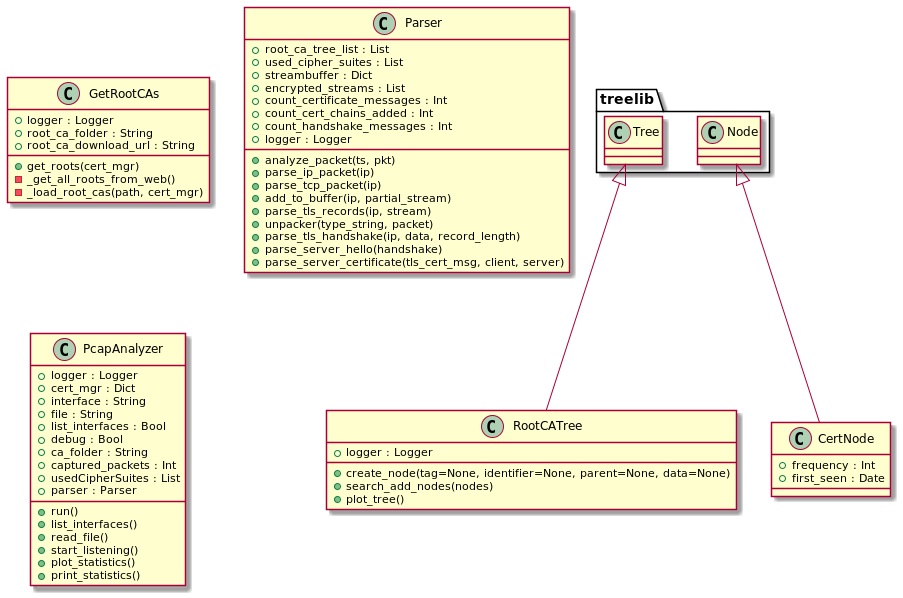 C GetRootCAs
logger : Logger
root_ca_folder : String
root_ca_download_url : String
get_roots(cert_mgr)
_get_all_roots_from_web()
_load_root_cas(path, cert_mgr)
C Parser
root_ca_tree_list : List
used_cipher_suites : List
streambuffer : Dict
encrypted_streams : List
count_certificate_messages : Int
count_cert_chains_added : Int
count_handshake_messages : Int
logger : Logger
analyze_packet(ts, pkt)
parse_ip_packet(ip)
parse_tcp_packet(ip)
add_to_buffer(ip, partial_stream)
parse_tls_records(ip, stream)
unpacker(type_string, packet)
parse_tls_handshake(ip, data, record_length)
parse_server_hello(handshake)
parse_server_certificate(tls_cert_msg, client, server)
treelib
C Tree
C Node
C PcapAnalyzer
logger : Logger
cert_mgr : Dict
interface : String
file : String
list_interfaces : Bool
debug : Bool
ca_folder : String
captured_packets : Int
usedCipherSuites : List
parser : Parser
run()
list_interfaces()
read_file()
start_listening()
plot_statistics()
print_statistics()
C RootCATree
logger : Logger
create_node(tag=None, identifier=None, parent=None, data=None)
search_add_nodes(nodes)
plot_tree()
C CertNode
frequency : Int
first_seen : Date